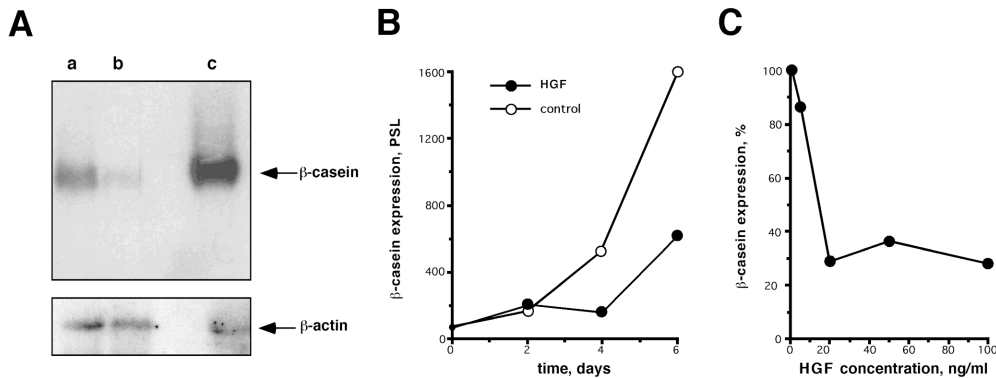 A
a b c
β-casein
β-actin
B
1600
1200
800
400
0
0 2 4 6
β-casein expression, PSL
time, days
HGF
control
C
100
80
60
40
20
0
0 20 40 60 80 100
β-casein expression, %
HGF concentration, ng/ml